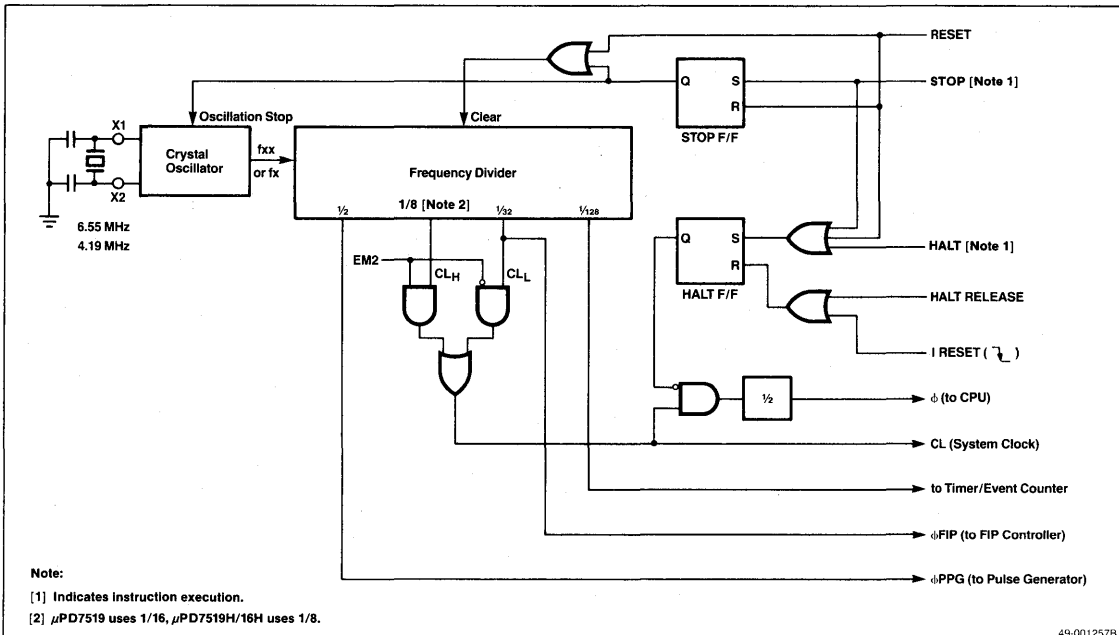 RESET
STOP [Note 1]
Q
S
R
STOP F/F
Oscillation Stop
Clear
X1
X2
Crystal
Oscillator
fxx
or fx
Frequency Divider
1/2
1/8 [Note 2]
1/32
1/128
6.55 MHz
4.19 MHz
EM2
CLH
CLL
Q
S
R
HALT F/F
HALT [Note 1]
HALT RELEASE
I RESET ( )
1/2
ϕ (to CPU)
CL (System Clock)
to Timer/Event Counter
ϕFIP (to FIP Controller)
ϕPPG (to Pulse Generator)
Note:
[1] Indicates instruction execution.
[2] μPD7519 uses 1/16, μPD7519H/16H uses 1/8.
49-001257B